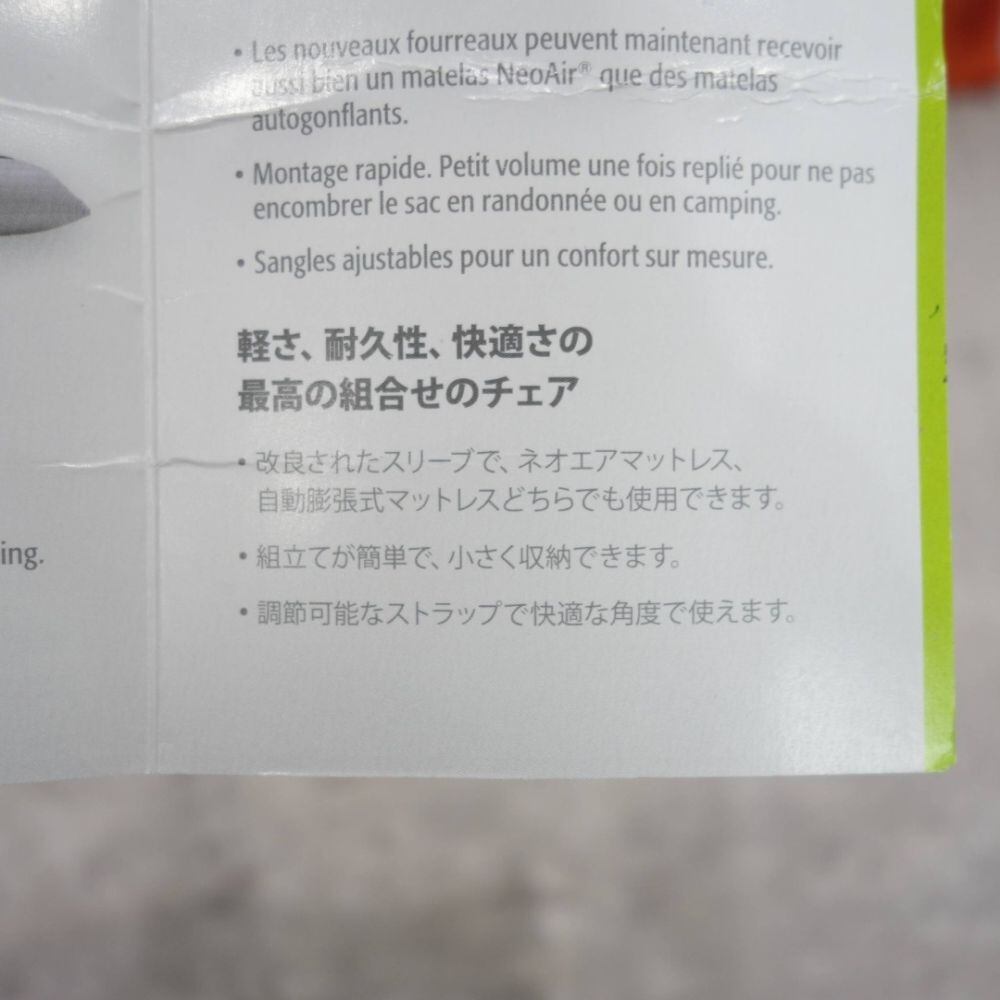 • Les nouveaux fourreaux peuvent maintenant recevoir
aussi bien un matelas NeoAir® que des matelas
autogonflants.
• Montage rapide. Petit volume une fois replié pour ne pas
encombrer le sac en randonnée ou en camping.
• Sangles ajustables pour un confort sur mesure.
軽さ、耐久性、快適さの
最高の組合せのチェア
• 改良されたスリーブで、ネオエアマットレス、
自動膨張式マットレスどちらでも使用できます。
ing.
• 組立てが簡単で、小さく収納できます。
• 調節可能なストラップで快適な角度で使えます。